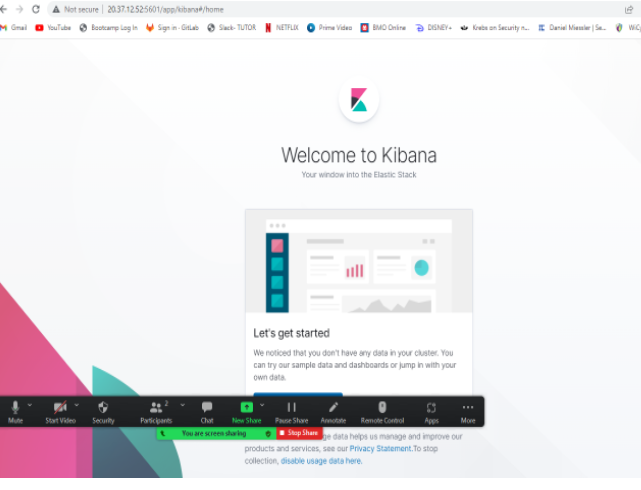 Not secure | 20.37.12.52:5601/app/kibana#/home
Gmail YouTube Bootcamp Log In Sign in · GitLab Slack- TUTOR NETFLIX Prime Video BMO Online DISNEY+ Krebs on Security n... Daniel Miessler | Se...
Welcome to Kibana
Your window into the Elastic Stack
Let's get started
We noticed that you don't have any data in your cluster. You
can try our sample data and dashboards or jump in with your
own data.
2
Mute Start Video Security Participants Chat New Share Pause Share Annotate Remote Control Apps More
You are screen sharing Stop Share
ge data helps us manage and improve our
products and services, see our Privacy Statement.To stop
collection, disable usage data here.